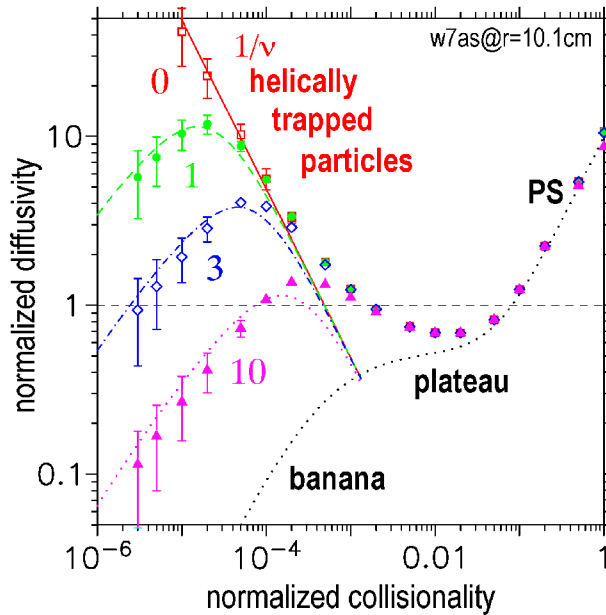 w7as@r=10.1cm
0
1/ν
helically
trapped
particles
1
3
10
PS
plateau
banana
10
1
0.1
10⁻⁶
10⁻⁴
0.01
1
normalized diffusivity
normalized collisionality